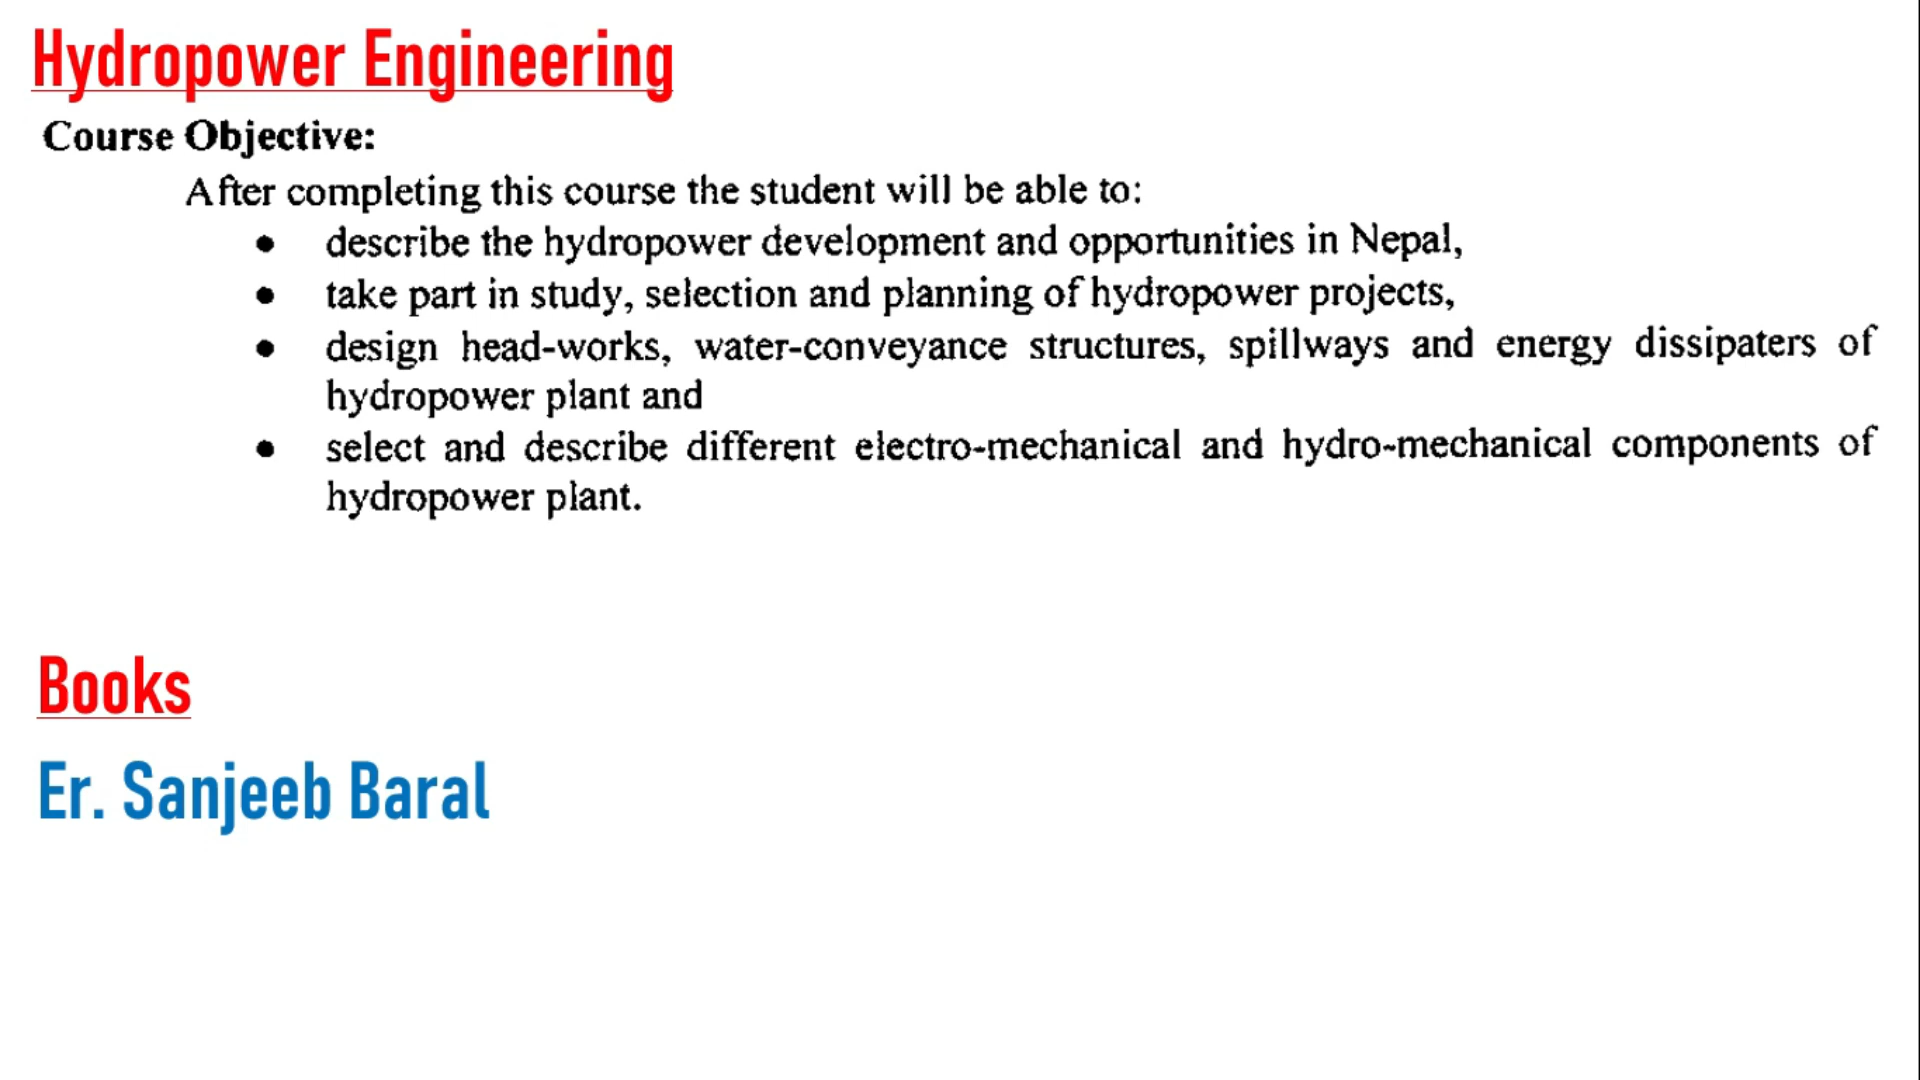 Hydropower Engineering
Course Objective:
After completing this course the student will be able to:
• describe the hydropower development and opportunities in Nepal,
• take part in study, selection and planning of hydropower projects,
• design head-works, water-conveyance structures, spillways and energy dissipaters of
hydropower plant and
• select and describe different electro-mechanical and hydro-mechanical components of
hydropower plant.
Books
Er. Sanjeeb Baral